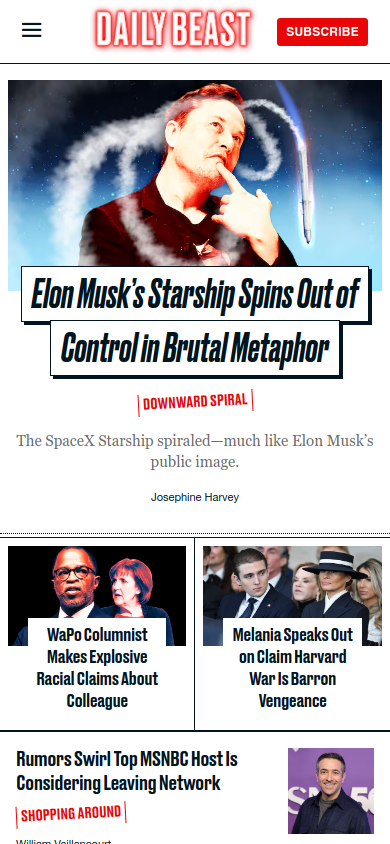 DAILY BEAST
SUBSCRIBE
Elon Musk's Starship Spins Out of
Control in Brutal Metaphor
DOWNWARD SPIRAL
The SpaceX Starship spiraled—much like Elon Musk's
public image.
Josephine Harvey
WaPo Columnist
Makes Explosive
Racial Claims About
Colleague
Melania Speaks Out
on Claim Harvard
War Is Barron
Vengeance
Rumors Swirl Top MSNBC Host Is
Considering Leaving Network
SHOPPING AROUND
William Vaillancourt